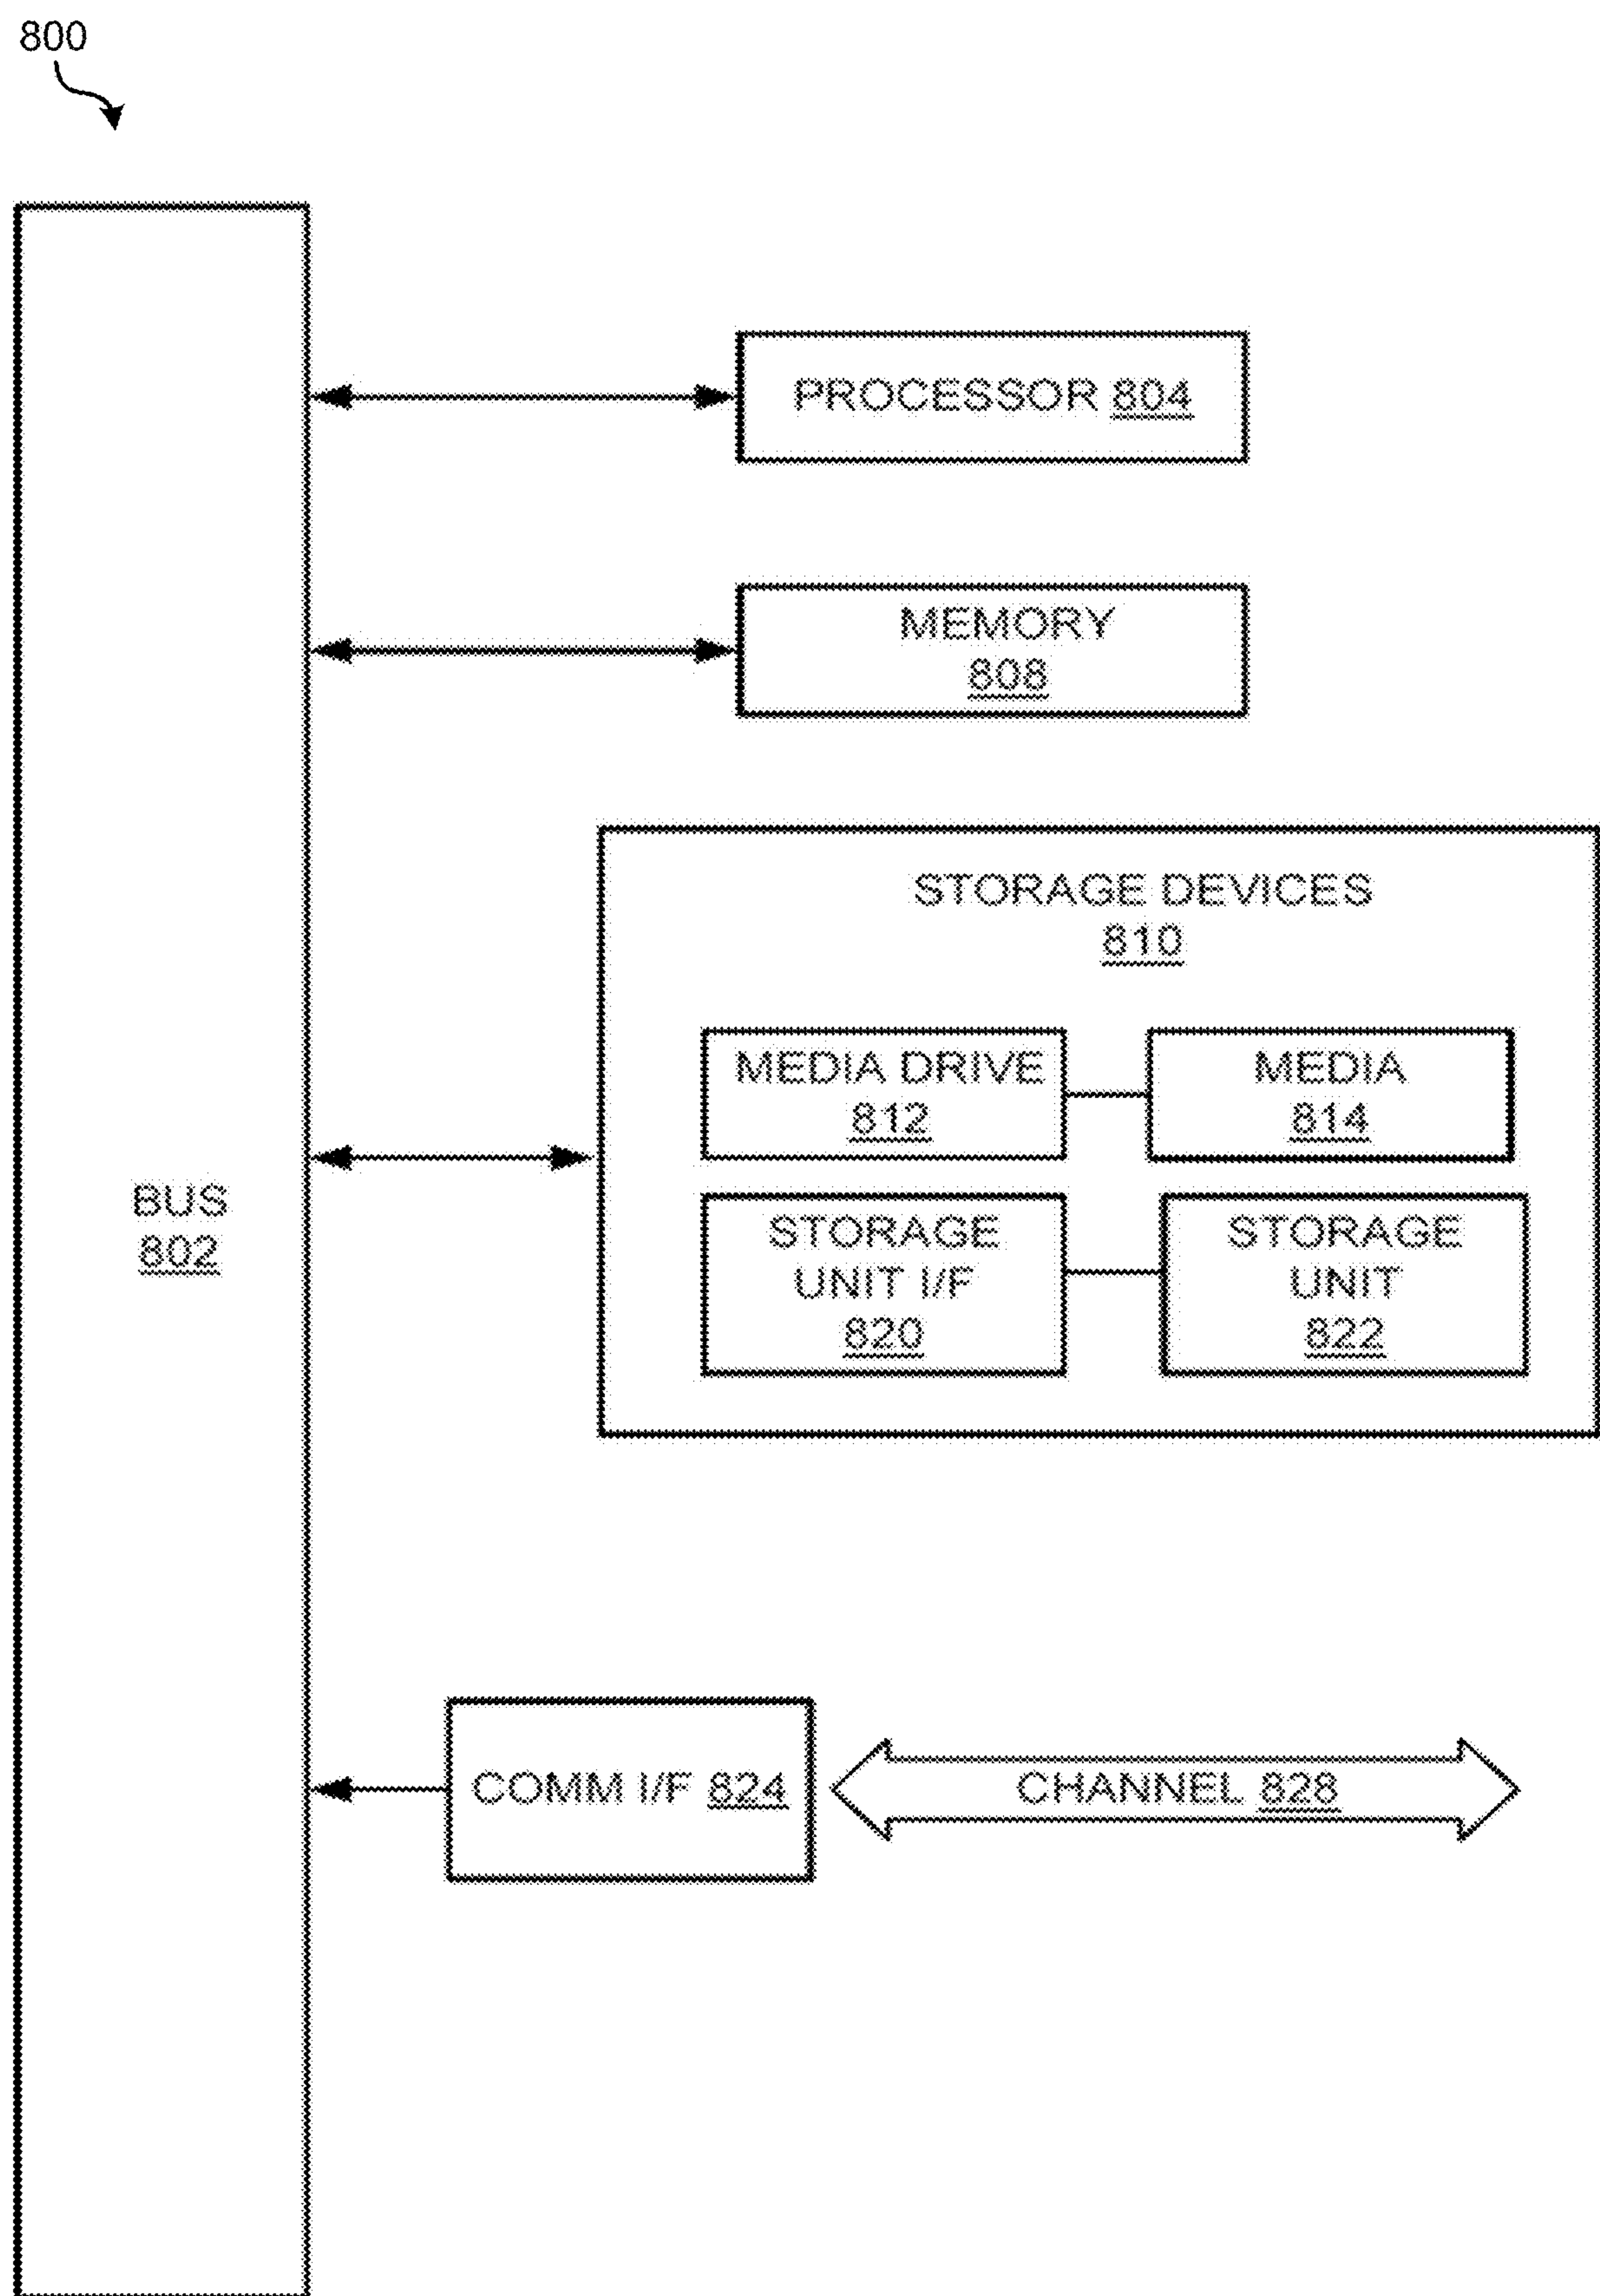 800
PROCESSOR 804
MEMORY
808
STORAGE DEVICES
810
MEDIA DRIVE
812
MEDIA
814
BUS
802
STORAGE
UNIT I/F
820
STORAGE
UNIT
822
COMM I/F 824
CHANNEL 828